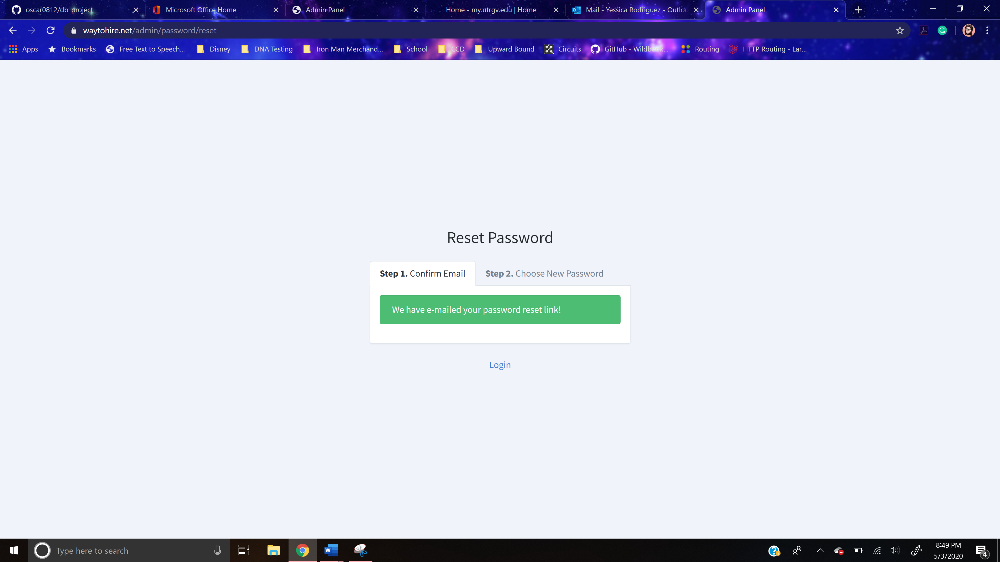 oscar0812/db_project
Microsoft Office Home
Admin Panel
Home - my.utrgv.edu | Home
Mail - Yessica Rodriguez - Outloo
Admin Panel
waytohire.net/admin/password/reset
Apps
Bookmarks
Free Text to Speech...
Disney
DNA Testing
Iron Man Merchand...
School
CCD
Upward Bound
Circuits
GitHub - Wildbook...
Routing
HTTP Routing - Lar...
Reset Password
Step 1. Confirm Email
Step 2. Choose New Password
We have e-mailed your password reset link!
Login
Type here to search
8:49 PM
5/3/2020
4